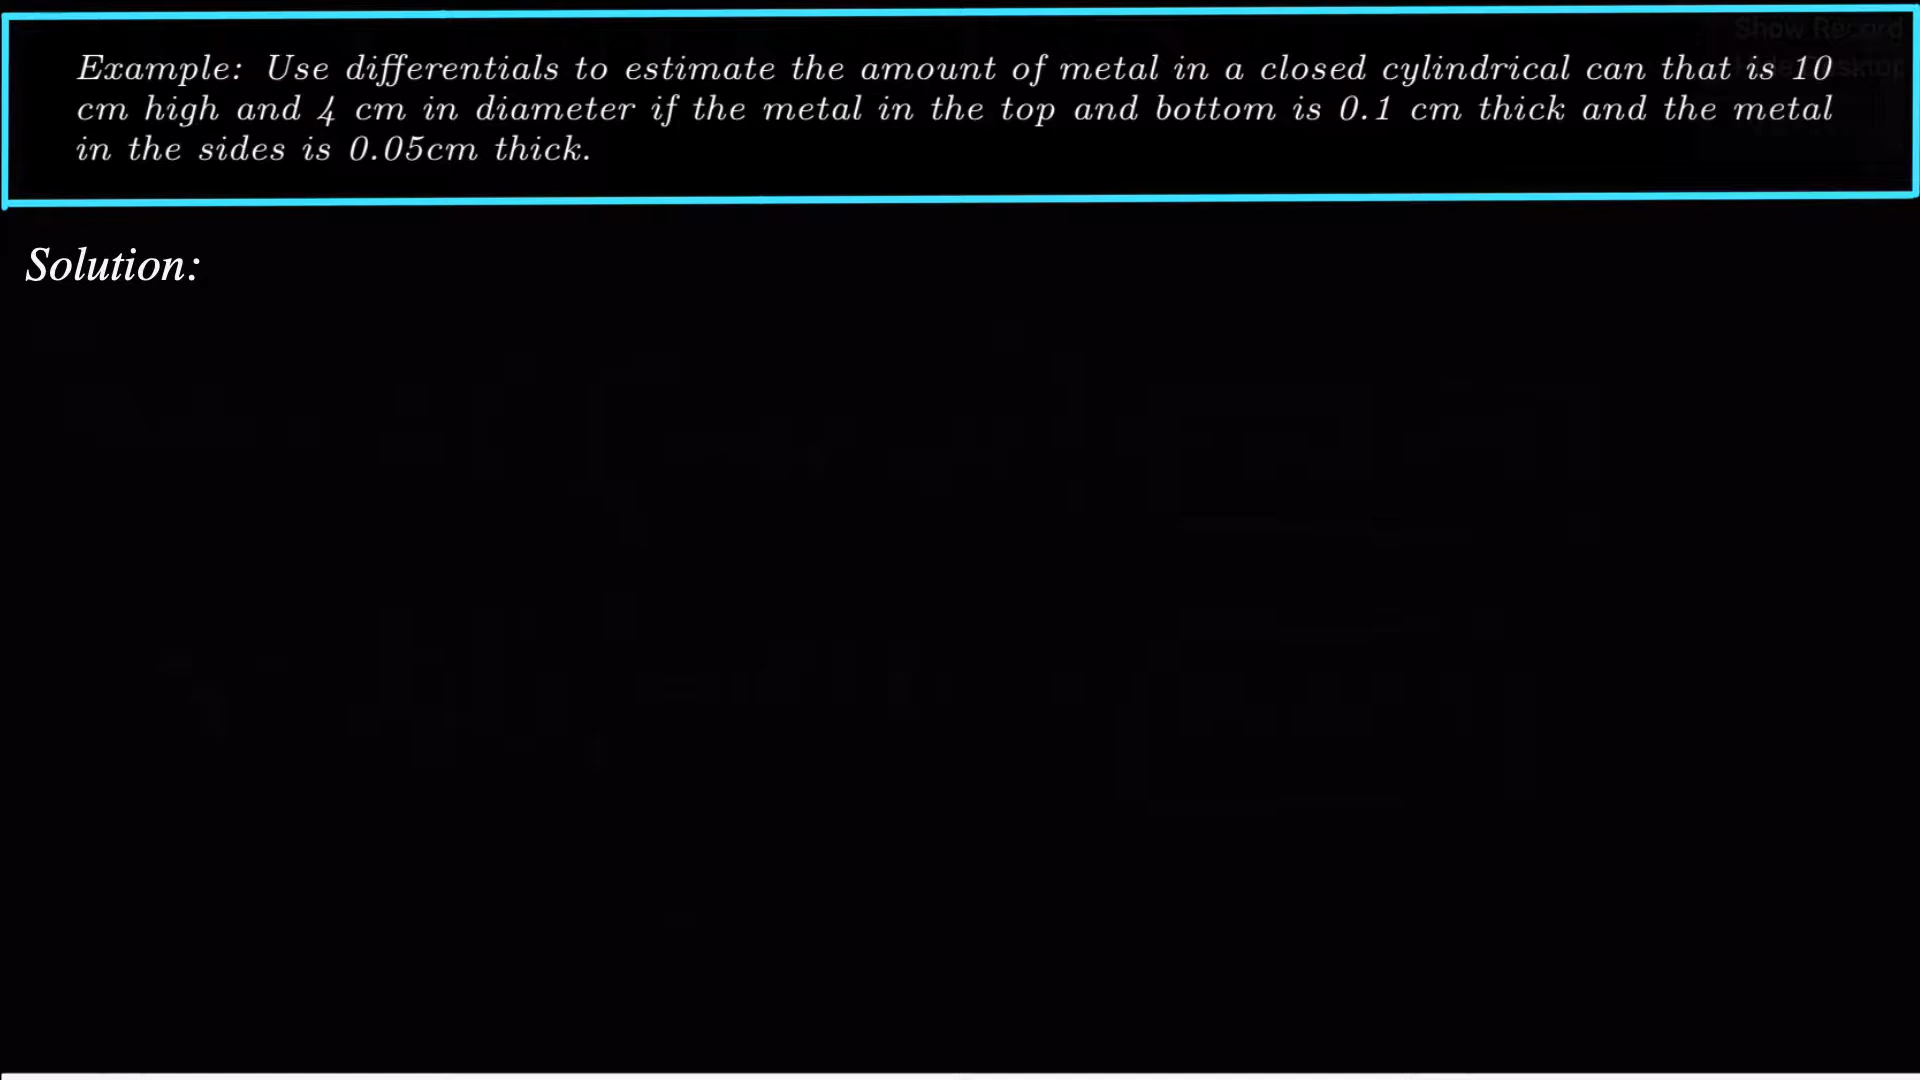 Show Record
Example: Use differentials to estimate the amount of metal in a closed cylindrical can that is 10
cm high and 4 cm in diameter if the metal in the top and bottom is 0.1 cm thick and the metal
in the sides is 0.05cm thick.
Solution: